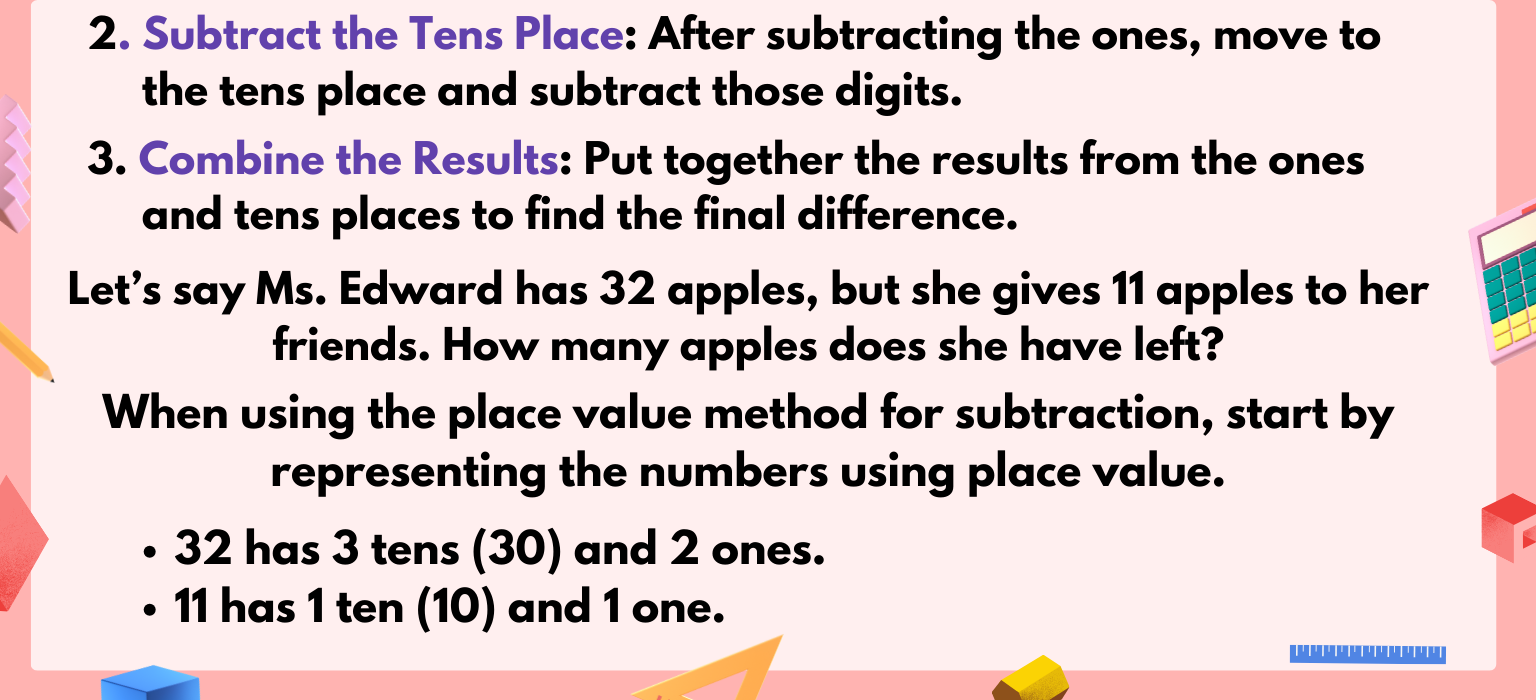 2. Subtract the Tens Place: After subtracting the ones, move to
the tens place and subtract those digits.
3. Combine the Results: Put together the results from the ones
and tens places to find the final difference.
Let’s say Ms. Edward has 32 apples, but she gives 11 apples to her
friends. How many apples does she have left?
When using the place value method for subtraction, start by
representing the numbers using place value.
• 32 has 3 tens (30) and 2 ones.
• 11 has 1 ten (10) and 1 one.